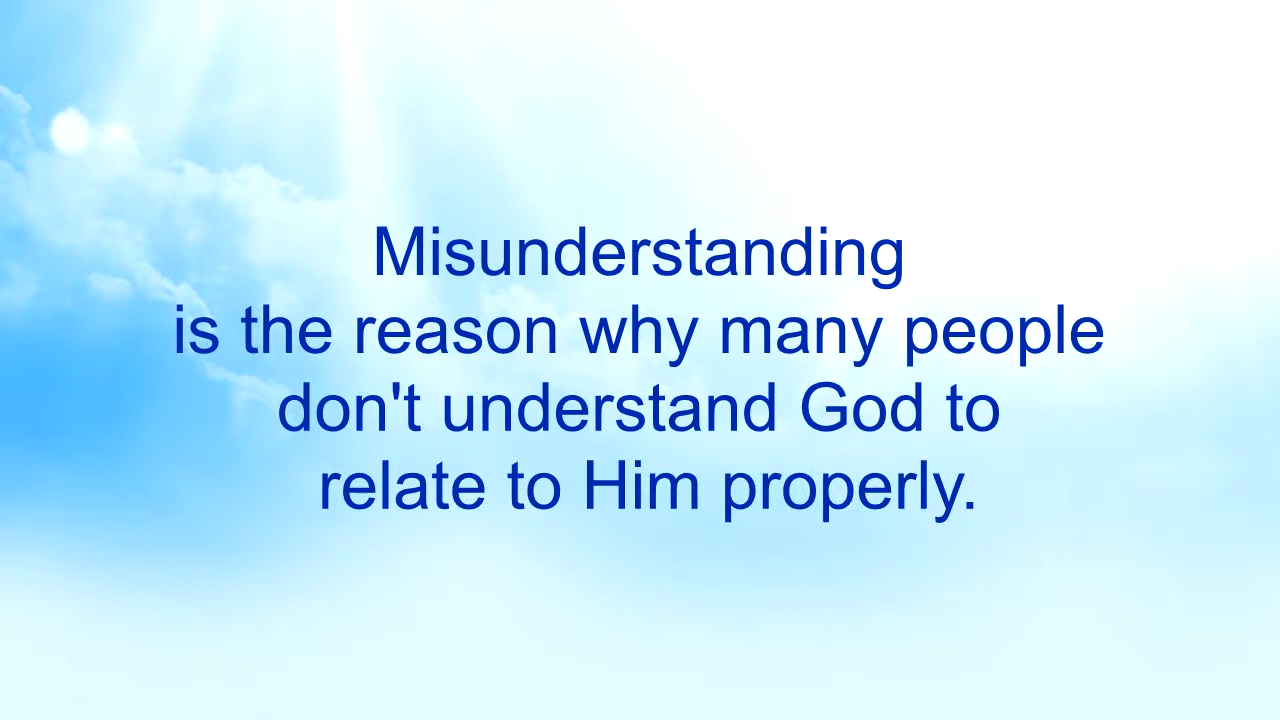 Misunderstanding
is the reason why many people
don't understand God to
relate to Him properly.